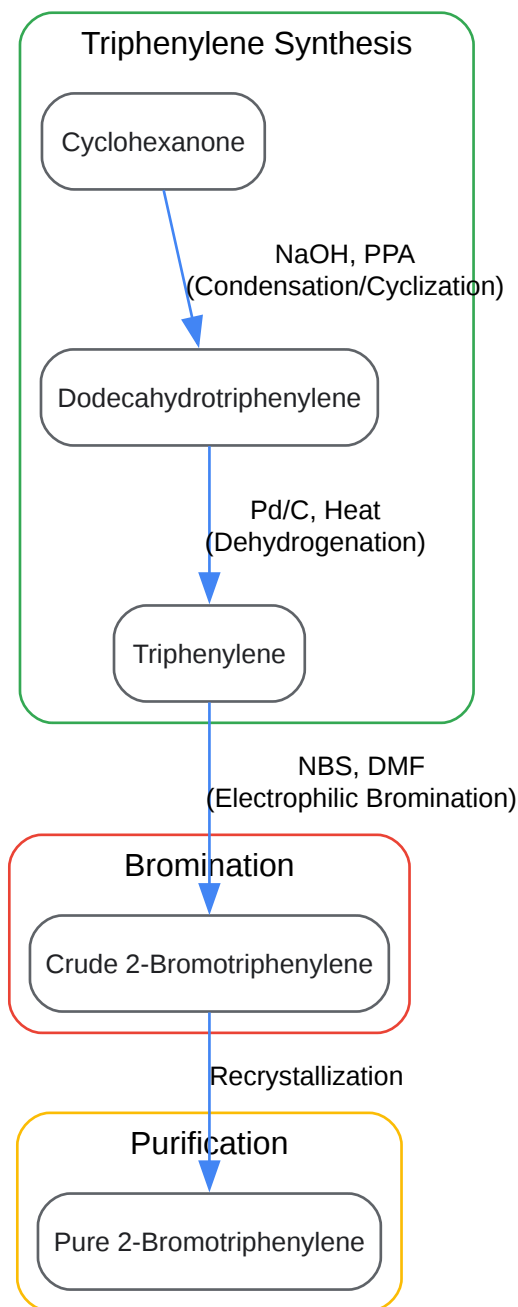 Triphenylene Synthesis
Cyclohexanone
NaOH, PPA
(Condensation/Cyclization)
Dodecahydrotriphenylene
Pd/C, Heat
(Dehydrogenation)
Triphenylene
NBS, DMF
(Electrophilic Bromination)
Bromination
Crude 2-Bromotriphenylene
Recrystallization
Purification
Pure 2-Bromotriphenylene